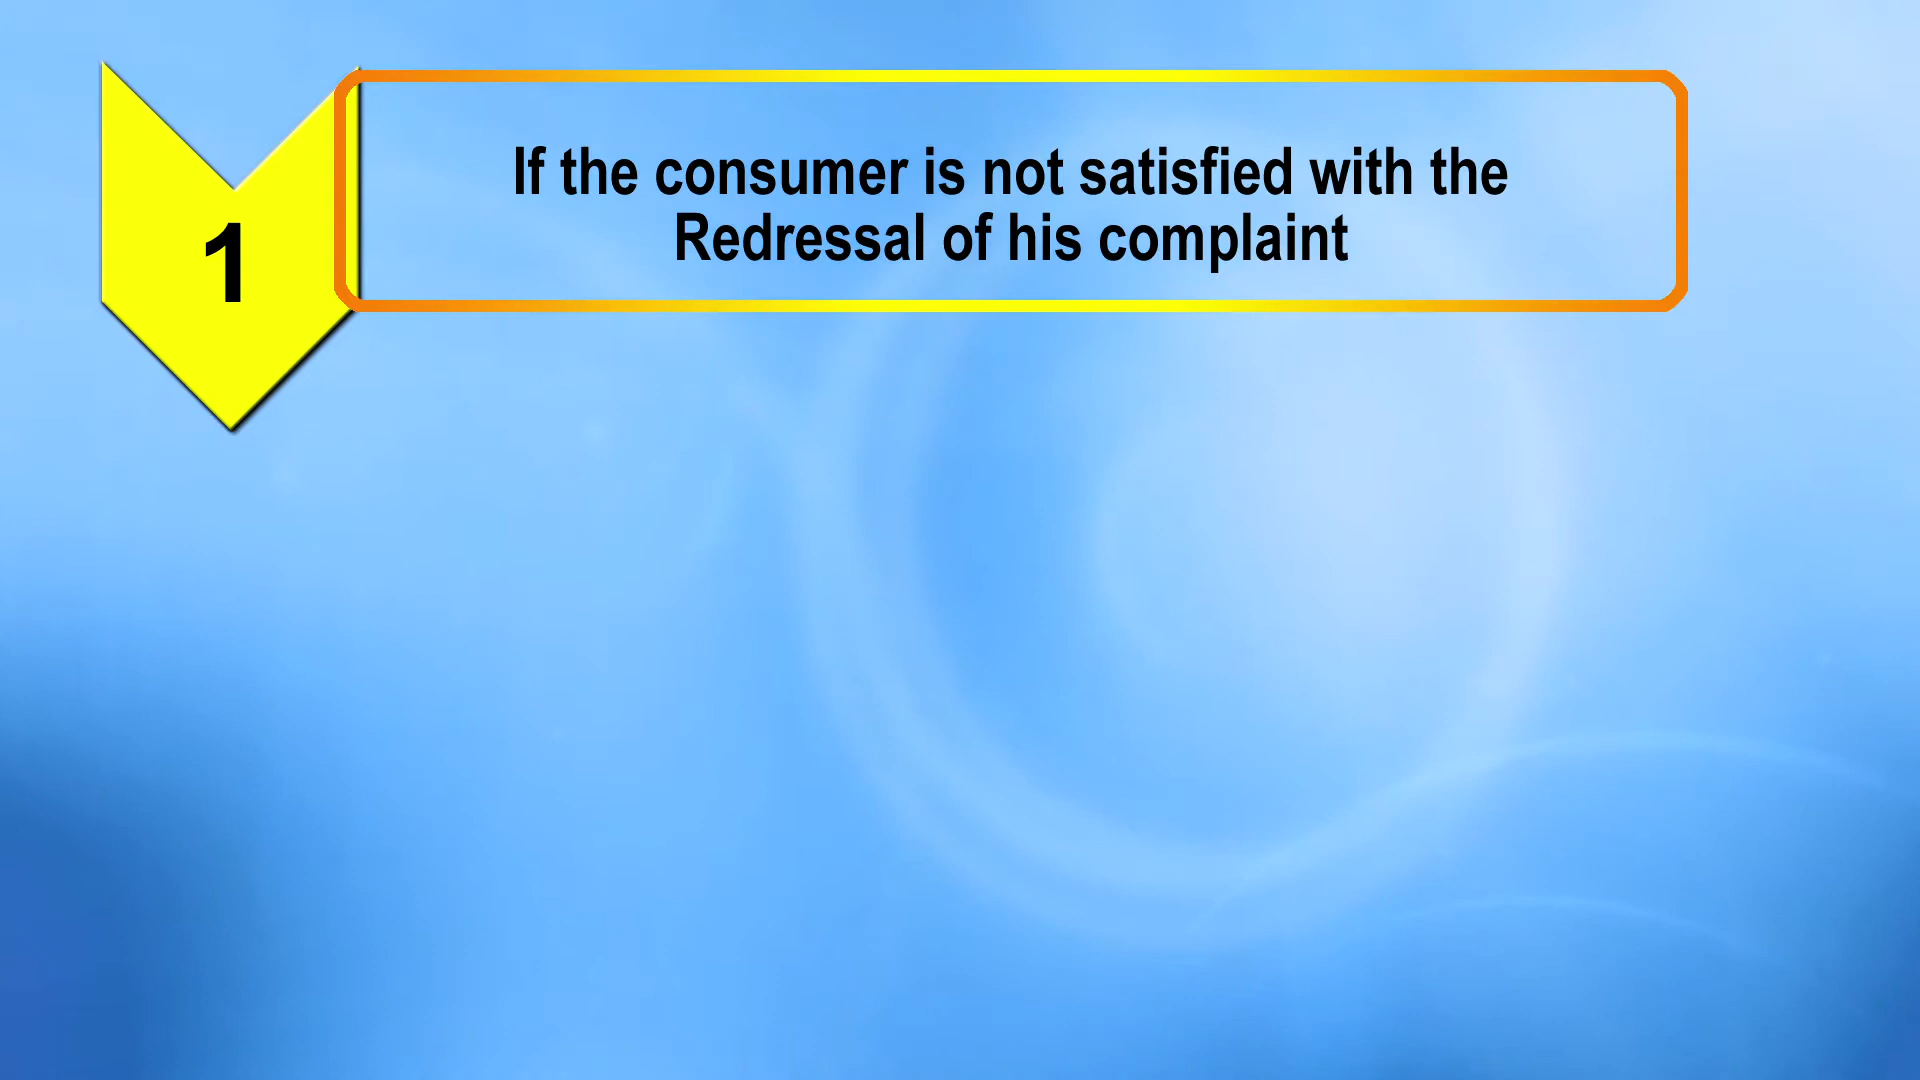 1
If the consumer is not satisfied with the
Redressal of his complaint